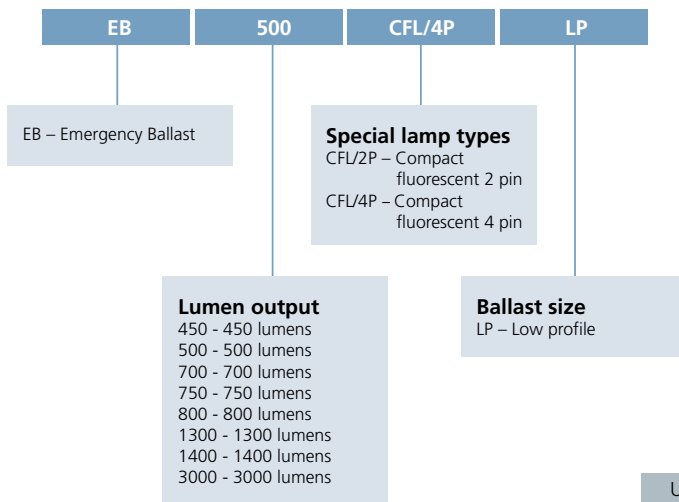 EB 500 CFL/4P LP
EB – Emergency Ballast
Special lamp types
CFL/2P – Compact
fluorescent 2 pin
CFL/4P – Compact
fluorescent 4 pin
Lumen output
450 - 450 lumens
500 - 500 lumens
700 - 700 lumens
750 - 750 lumens
800 - 800 lumens
1300 - 1300 lumens
1400 - 1400 lumens
3000 - 3000 lumens
Ballast size
LP – Low profile